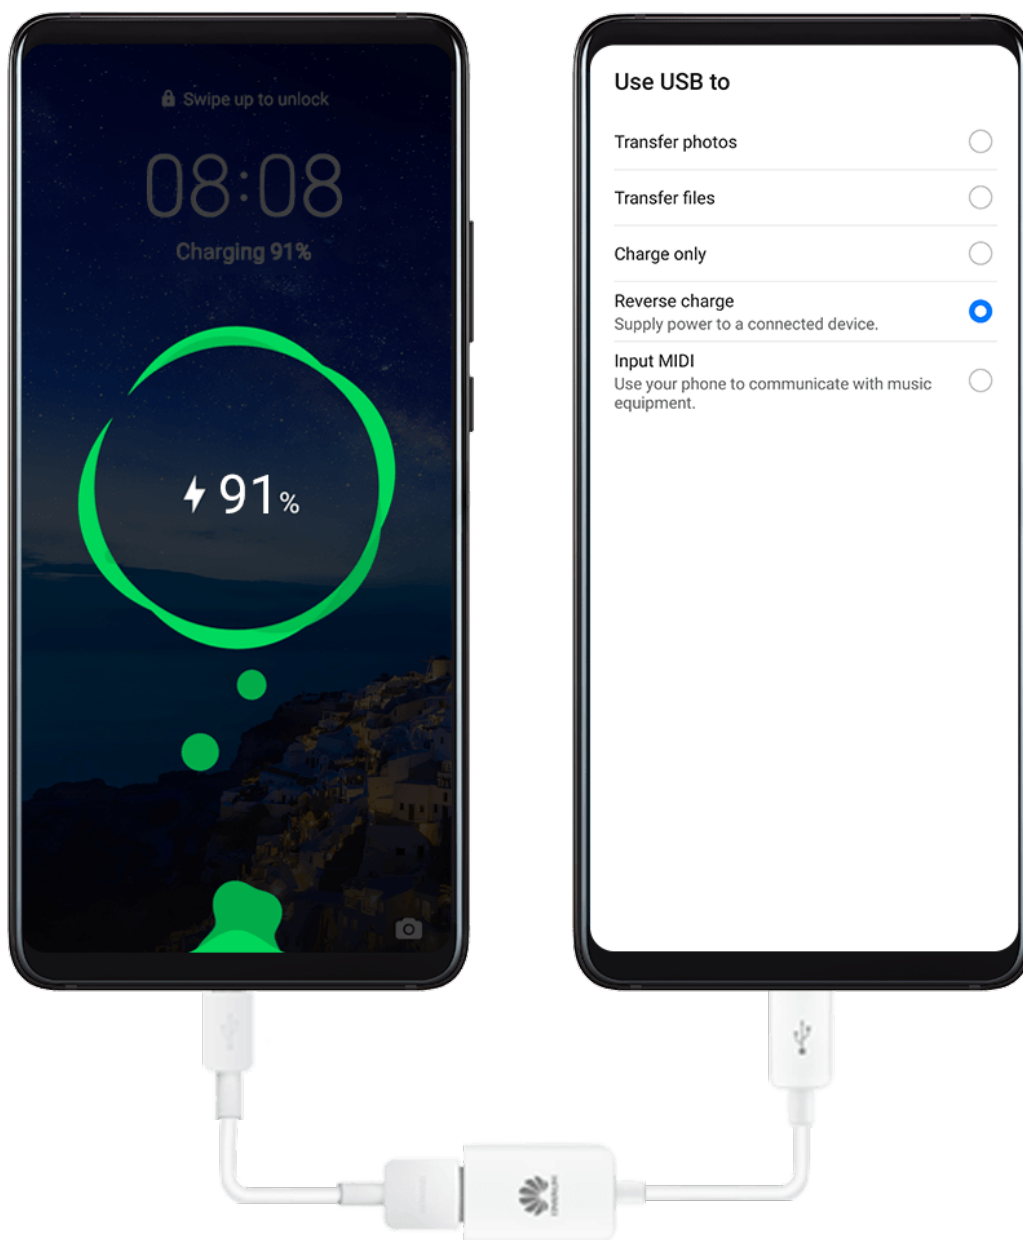 Swipe up to unlock
08:08
Charging 91%
91%
Use USB to
Transfer photos
Transfer files
Charge only
Reverse charge
Supply power to a connected device.
Input MIDI
Use your phone to communicate with music
equipment.
HUAWEI